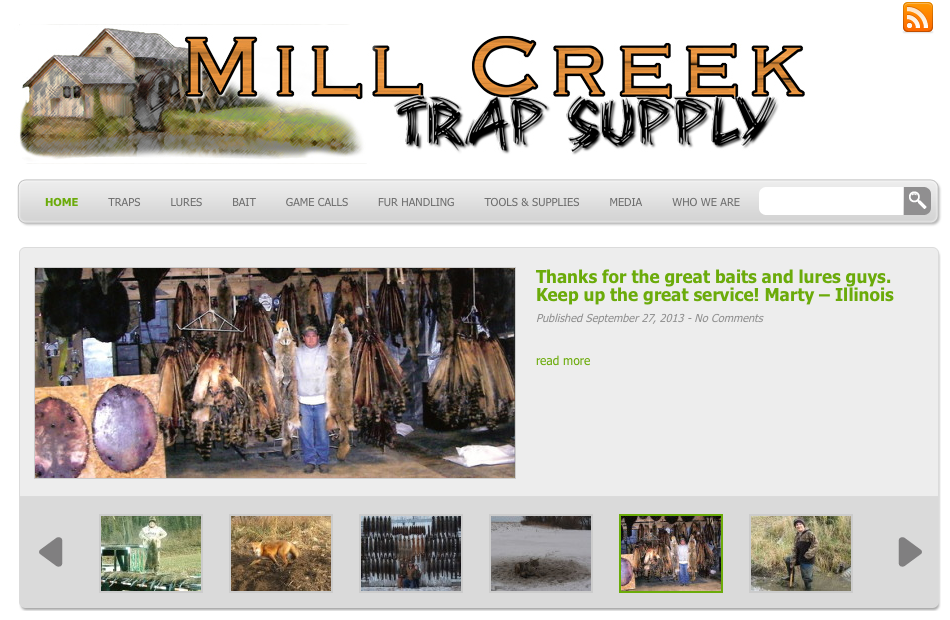 MILL CREEK
TRAP SUPPLY
HOME TRAPS LURES BAIT GAME CALLS FUR HANDLING TOOLS & SUPPLIES MEDIA WHO WE ARE
Thanks for the great baits and lures guys.
Keep up the great service! Marty – Illinois
Published September 27, 2013 - No Comments
read more